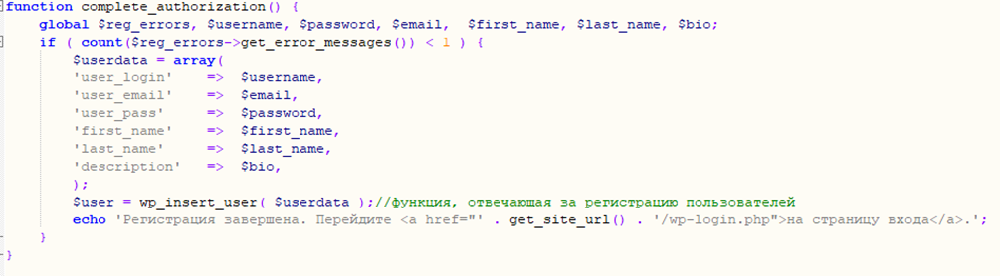 function complete_authorization() {
global $reg_errors, $username, $password, $email,  $first_name, $last_name, $bio;
if ( count($reg_errors->get_error_messages()) < 1 ) {
$userdata = array(
'user_login'    =>  $username,
'user_email'    =>  $email,
'user_pass'     =>  $password,
'first_name'    =>  $first_name,
'last_name'     =>  $last_name,
'description'   =>  $bio,
);
$user = wp_insert_user( $userdata );//функция, отвечающая за регистрацию пользователей
echo 'Регистрация завершена. Перейдите <a href="' . get_site_url() . '/wp-login.php">на страницу входа</a>.';
}
}